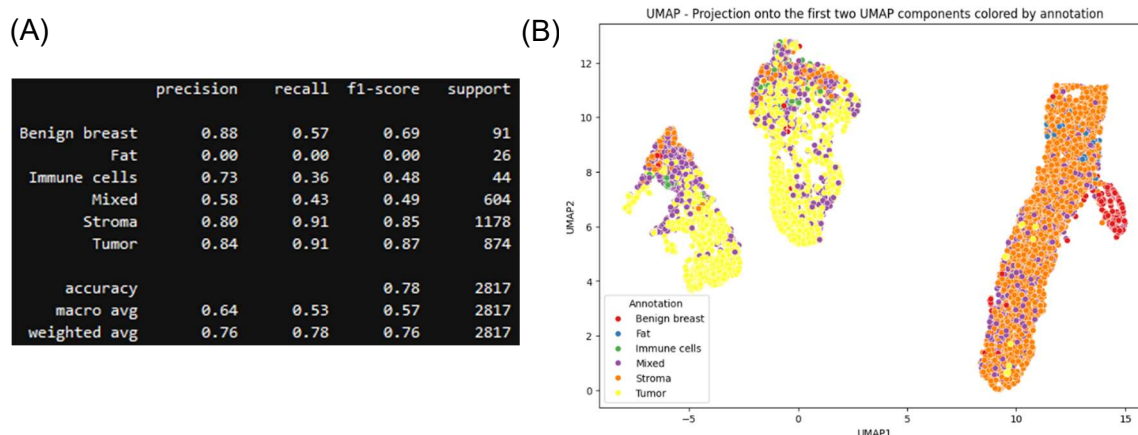 (A)
precision recall f1-score support
Benign breast 0.88 0.57 0.69 91
Fat 0.00 0.00 0.00 26
Immune cells 0.73 0.36 0.48 44
Mixed 0.58 0.43 0.49 604
Stroma 0.80 0.91 0.85 1178
Tumor 0.84 0.91 0.87 874
accuracy 0.78 2817
macro avg 0.64 0.53 0.57 2817
weighted avg 0.76 0.78 0.76 2817
(B)
UMAP - Projection onto the first two UMAP components colored by annotation
UMAP2
12
10
8
6
4
2
0
Annotation
Benign breast
Fat
Immune cells
Mixed
Stroma
Tumor
−5 0 5 10 15
UMAP1